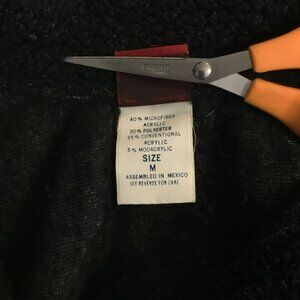 40% MICROFIBER
ACRYLIC
30% POLYESTER
25% CONVENTIONAL
ACRYLIC
5% MODACRYLIC
SIZE
M
ASSEMBLED IN MEXICO
SEE REVERSE FOR CARE